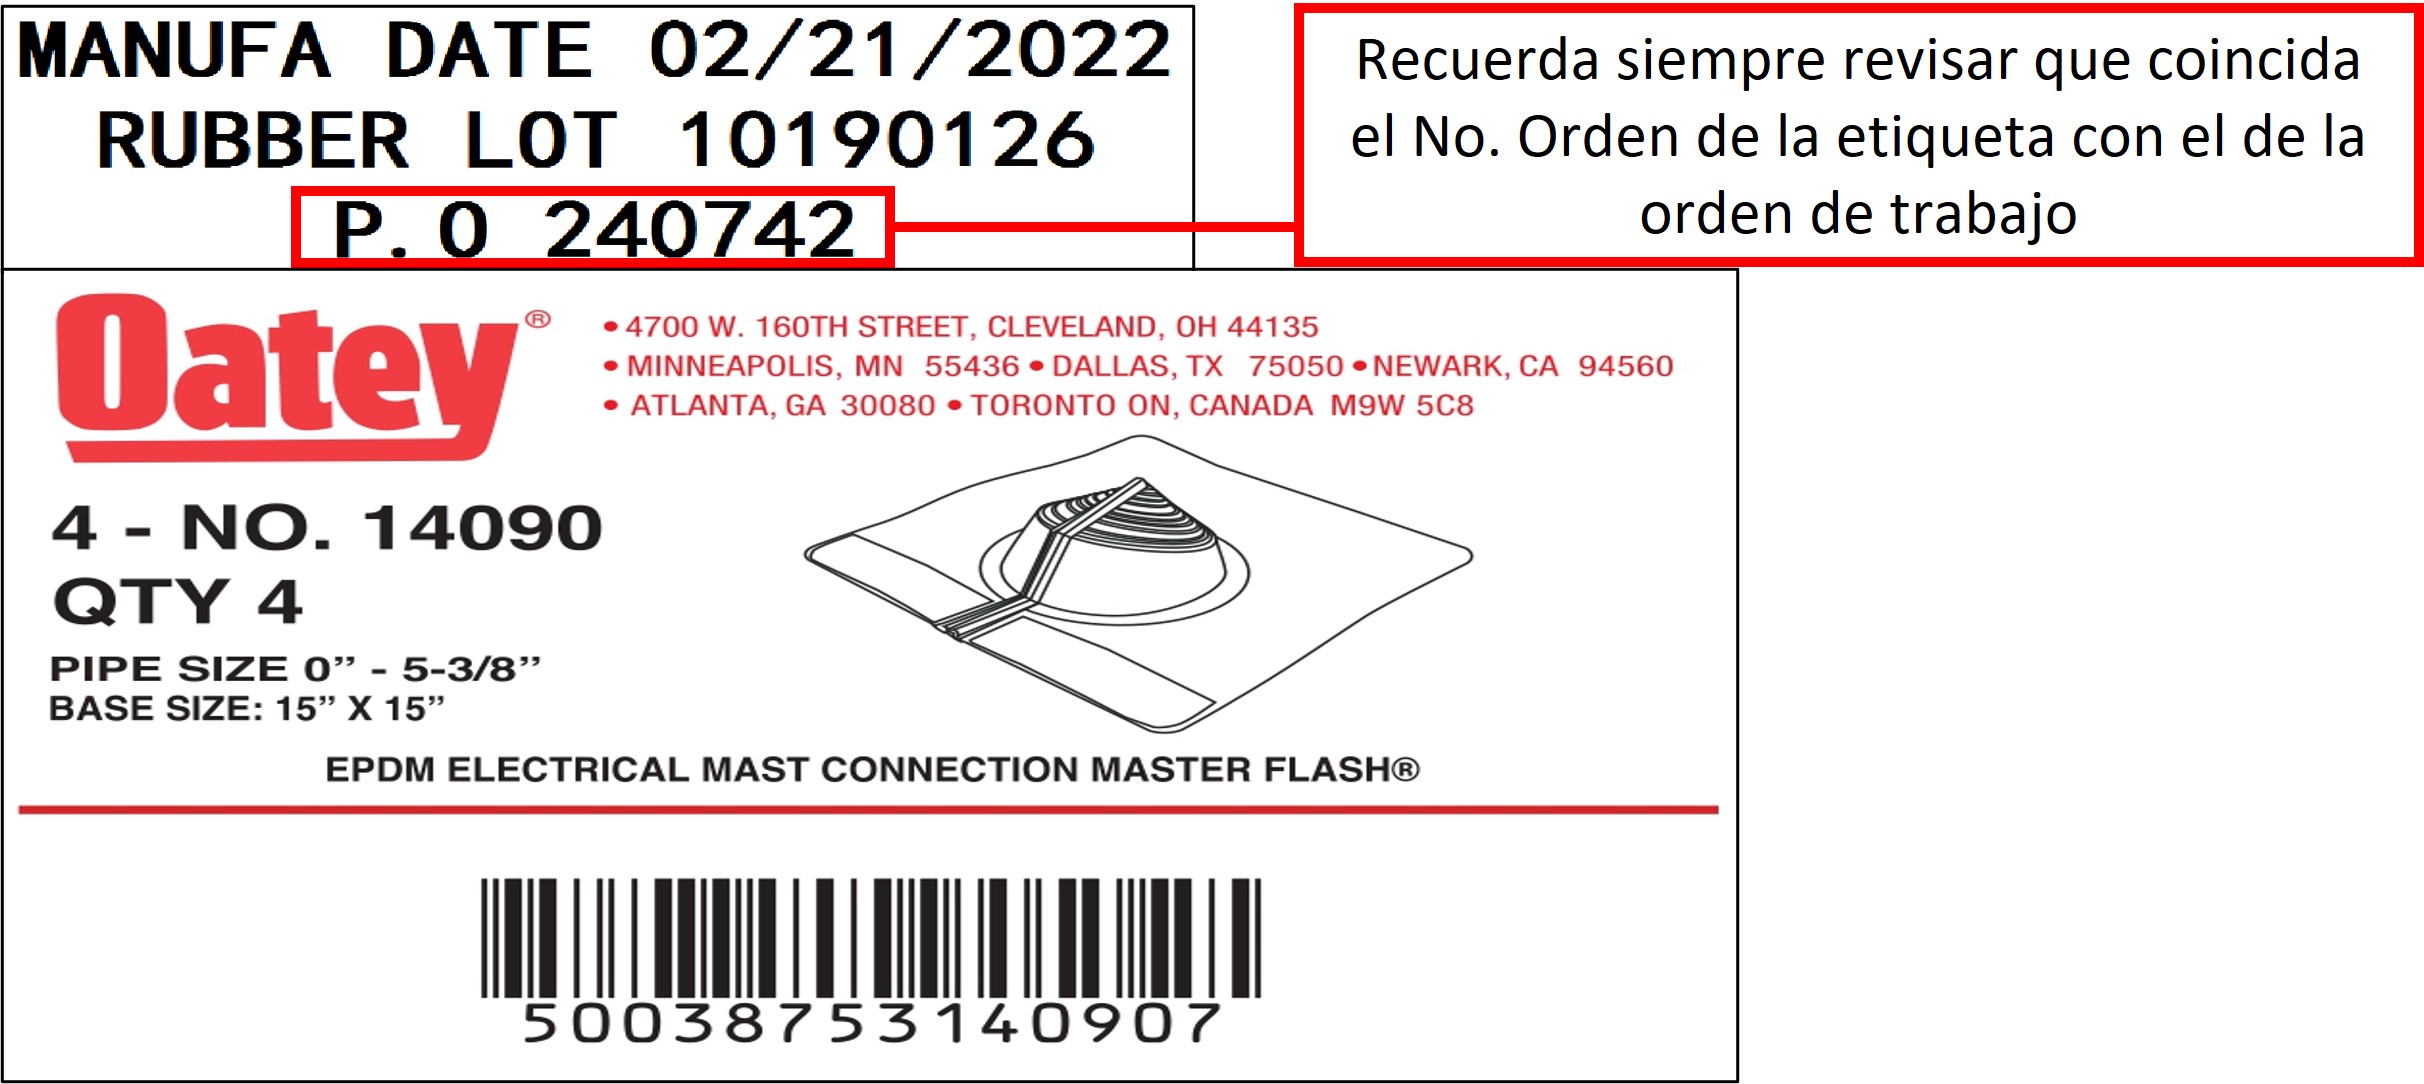 MANUFA DATE 02/21/2022
RUBBER LOT 10190126
P.O 240742
Recuerda siempre revisar que coincida
el No. Orden de la etiqueta con el de la
orden de trabajo
Oatey®
• 4700 W. 160TH STREET, CLEVELAND, OH 44135
• MINNEAPOLIS, MN 55436 • DALLAS, TX 75050 • NEWARK, CA 94560
• ATLANTA, GA 30080 • TORONTO ON, CANADA M9W 5C8
4 - NO. 14090
QTY 4
PIPE SIZE 0” - 5-3/8”
BASE SIZE: 15” X 15”
EPDM ELECTRICAL MAST CONNECTION MASTER FLASH®
50038753140907